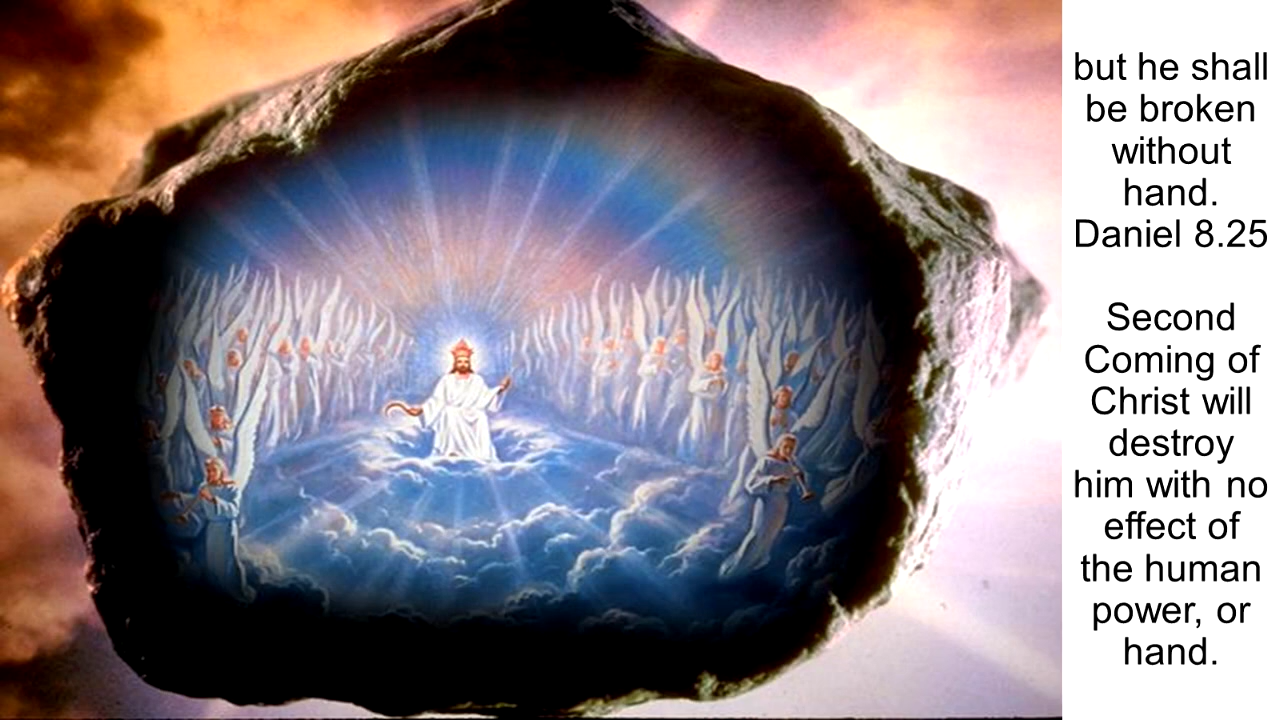 but he shall
be broken
without
hand.
Daniel 8.25
Second
Coming of
Christ will
destroy
him with no
effect of
the human
power, or
hand.